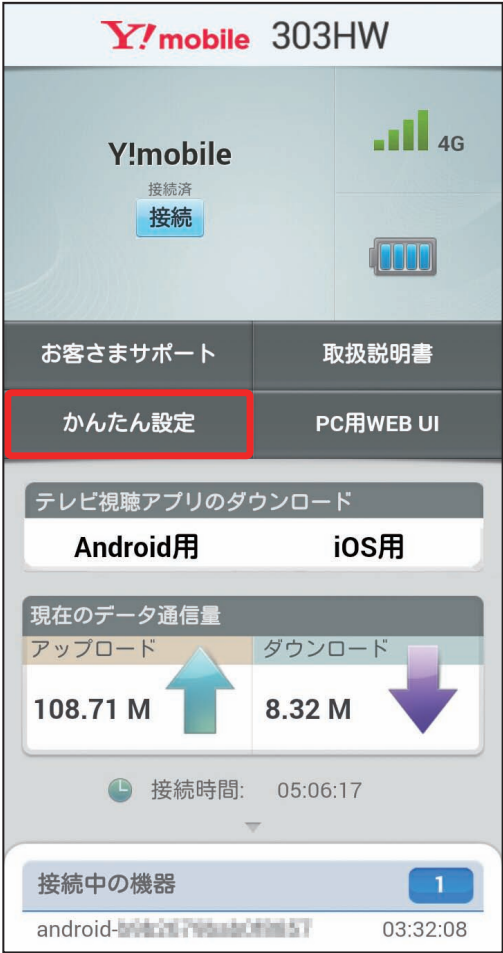 Y!mobile 303HW
Y!mobile
接続済
接続
4G
お客さまサポート
取扱説明書
かんたん設定
PC用WEB UI
テレビ視聴アプリのダウンロード
Android用
iOS用
現在のデータ通信量
アップロード
ダウンロード
108.71 M
8.32 M
接続時間: 05:06:17
接続中の機器 1
android- 03:32:08